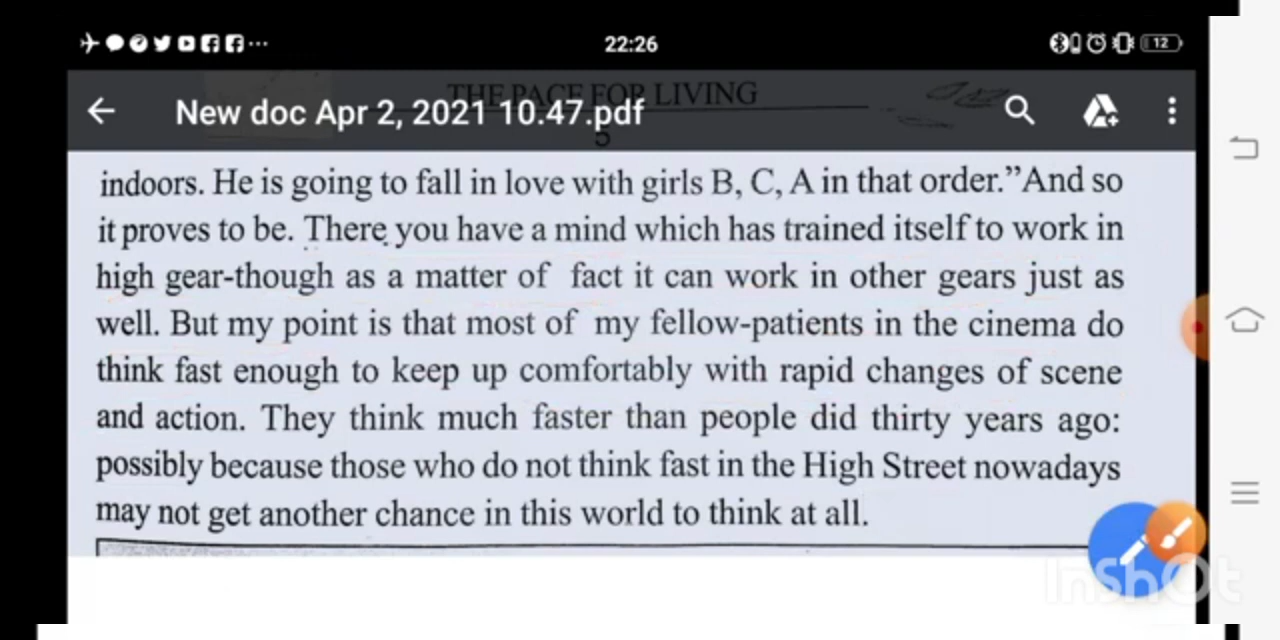 22:26
12
THE PACE FOR LIVING
New doc Apr 2, 2021 10.47.pdf
5
indoors. He is going to fall in love with girls B, C, A in that order.”And so
it proves to be. There you have a mind which has trained itself to work in
high gear-though as a matter of fact it can work in other gears just as
well. But my point is that most of my fellow-patients in the cinema do
think fast enough to keep up comfortably with rapid changes of scene
and action. They think much faster than people did thirty years ago:
possibly because those who do not think fast in the High Street nowadays
may not get another chance in this world to think at all.
InShOt